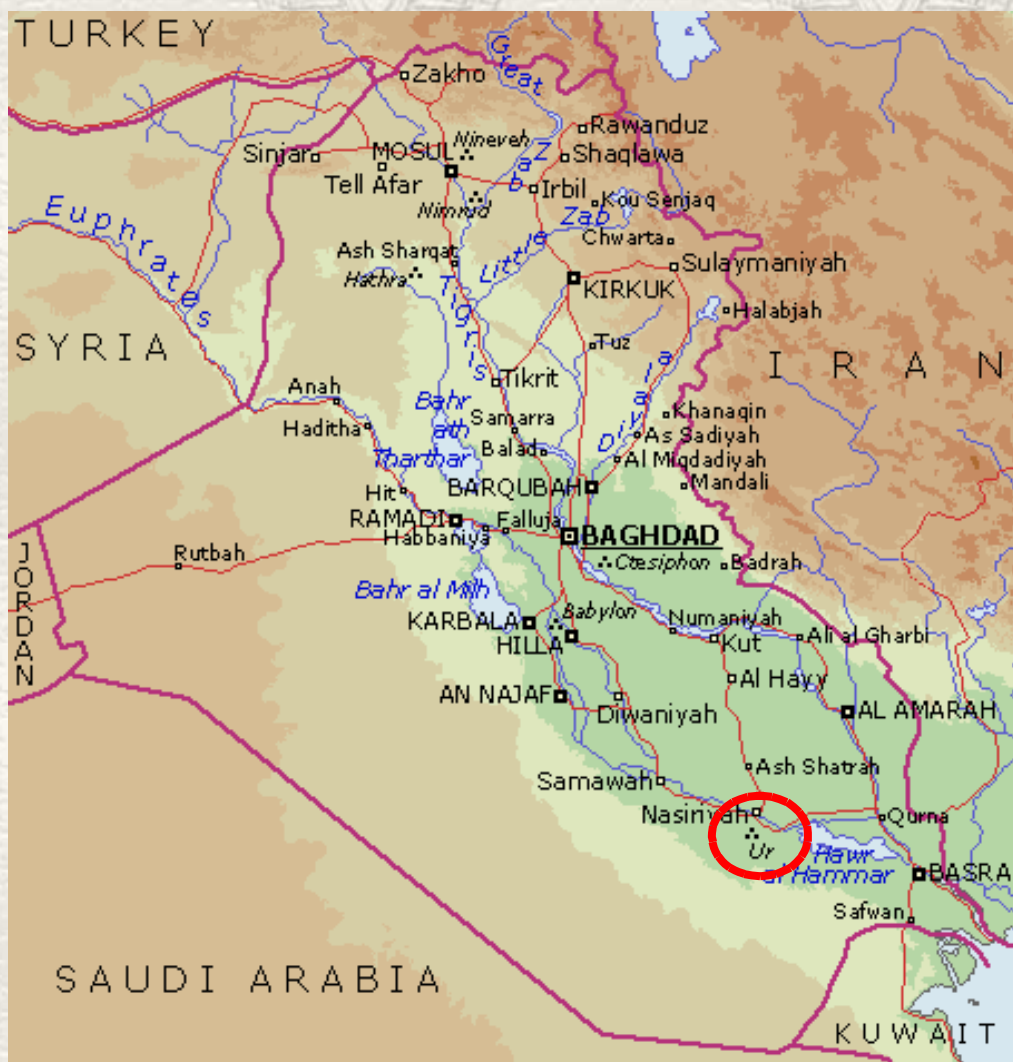 TURKEY
Great Zab
Zakho
Rawanduz
Nineveh
Sinjar
MOSUL
Shaqlawa
Tell Afar
Irbil
Nimrud
Kou Senjaq
Euphrates
Little Zab
Chwarta
Ash Sharqat
Hathra
Sulaymaniyah
KIRKUK
Tigris
Halabjah
SYRIA
Tuz
IRAN
Tikrit
Anah
Bahr
ath
Tharthar
Diyala
Khanaqin
Samarra
Haditha
As Sadiyah
Balad
Al Miqdadiyah
Hit
BARQUBAH
Mandali
RAMADI
Falluja
Habbaniya
BAGHDAD
JORDAN
Rutbah
Ctesiphon
Badrah
Bahr al Milh
Babylon
KARBALA
Numaniyah
HILLA
Kut
Ali al Gharbi
Al Hayy
AN NAJAF
Diwaniyah
AL AMARAH
Ash Shatrah
Samawah
Nasiriyah
Qurna
Ur
Hawr
al Hammar
BASRA
Safwan
SAUDI ARABIA
KUWAIT